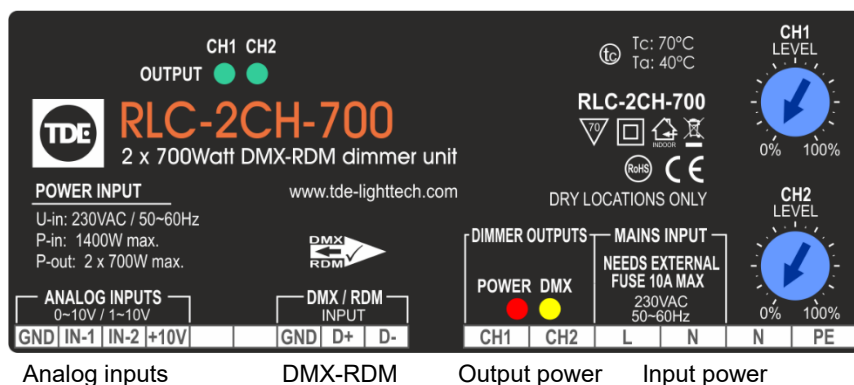 CH1 CH2
OUTPUT
TDE
RLC-2CH-700
2 x 700Watt DMX-RDM dimmer unit
POWER INPUT
www.tde-lighttech.com
U-in: 230VAC / 50~60Hz
P-in: 1400W max.
P-out: 2 x 700W max.
DMX
RDM
ANALOG INPUTS
0~10V / 1~10V
DMX / RDM
INPUT
tc
Tc: 70°C
Ta: 40°C
RLC-2CH-700
70
INDOOR
RoHS
CE
DRY LOCATIONS ONLY
DIMMER OUTPUTS
MAINS INPUT
POWER DMX
NEEDS EXTERNAL
FUSE 10A MAX
230VAC
50~60Hz
CH1
LEVEL
0% 100%
CH2
LEVEL
0% 100%
GND IN-1 IN-2 +10V GND D+ D- CH1 CH2 L N N PE
Analog inputs DMX-RDM Output power Input power